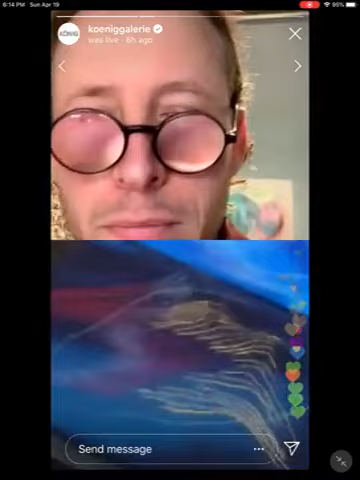 6:14 PM Sun Apr 19
95%
KÖNIG
koeniggalerie
was live · 6h ago
Send message